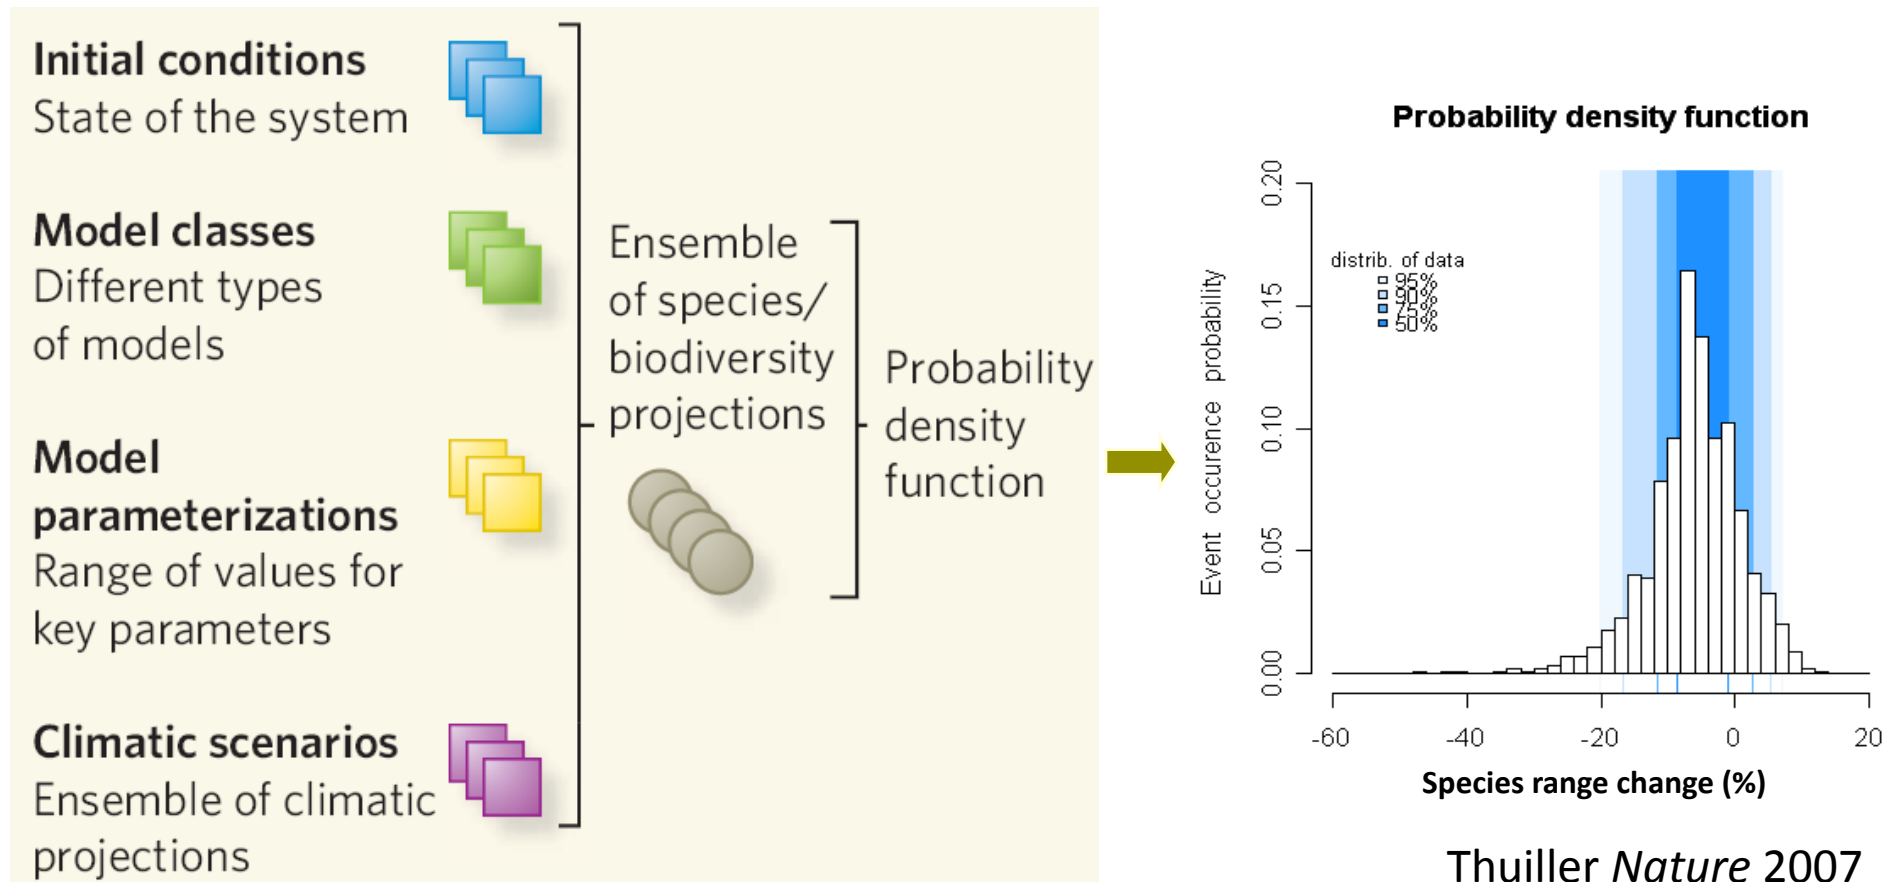 Initial conditions
State of the system
Model classes
Different types
of models
Model
parameterizations
Range of values for
key parameters
Climatic scenarios
Ensemble of climatic
projections
Ensemble
of species/
biodiversity
projections
Probability
density
function
Probability density function
Event occurence probability
0.00
0.05
0.10
0.15
0.20
distrib. of data
95%
90%
75%
50%
-60
-40
-20
0
20
Species range change (%)
Thuiller Nature 2007